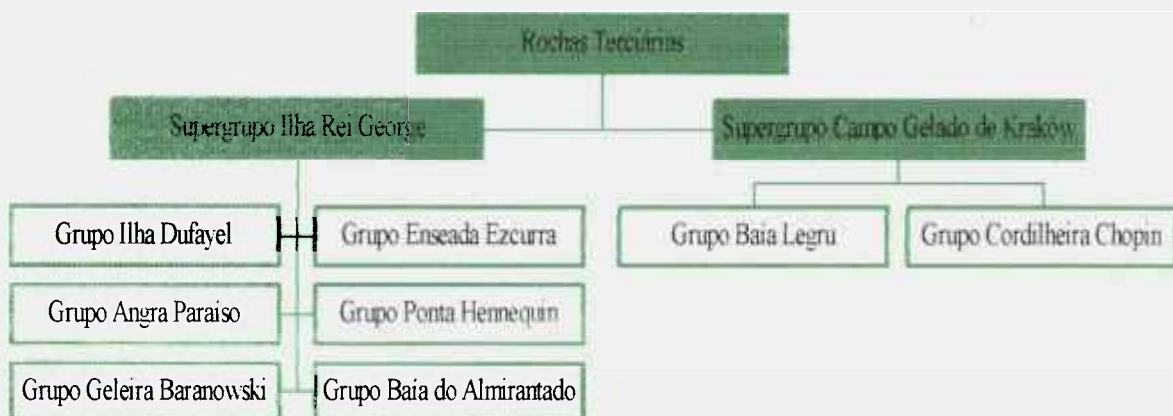 Rochas Terciárias
Supergrupo Ilha Rei George
Supergrupo Campo Gelado de Kraków
Grupo Ilha Dufayel
Grupo Enseada Ezcurra
Grupo Baia Legru
Grupo Cordilheira Chopin
Grupo Angra Paraiso
Grupo Ponta Hennequin
Grupo Geleira Baranowski
Grupo Baia do Almirantado